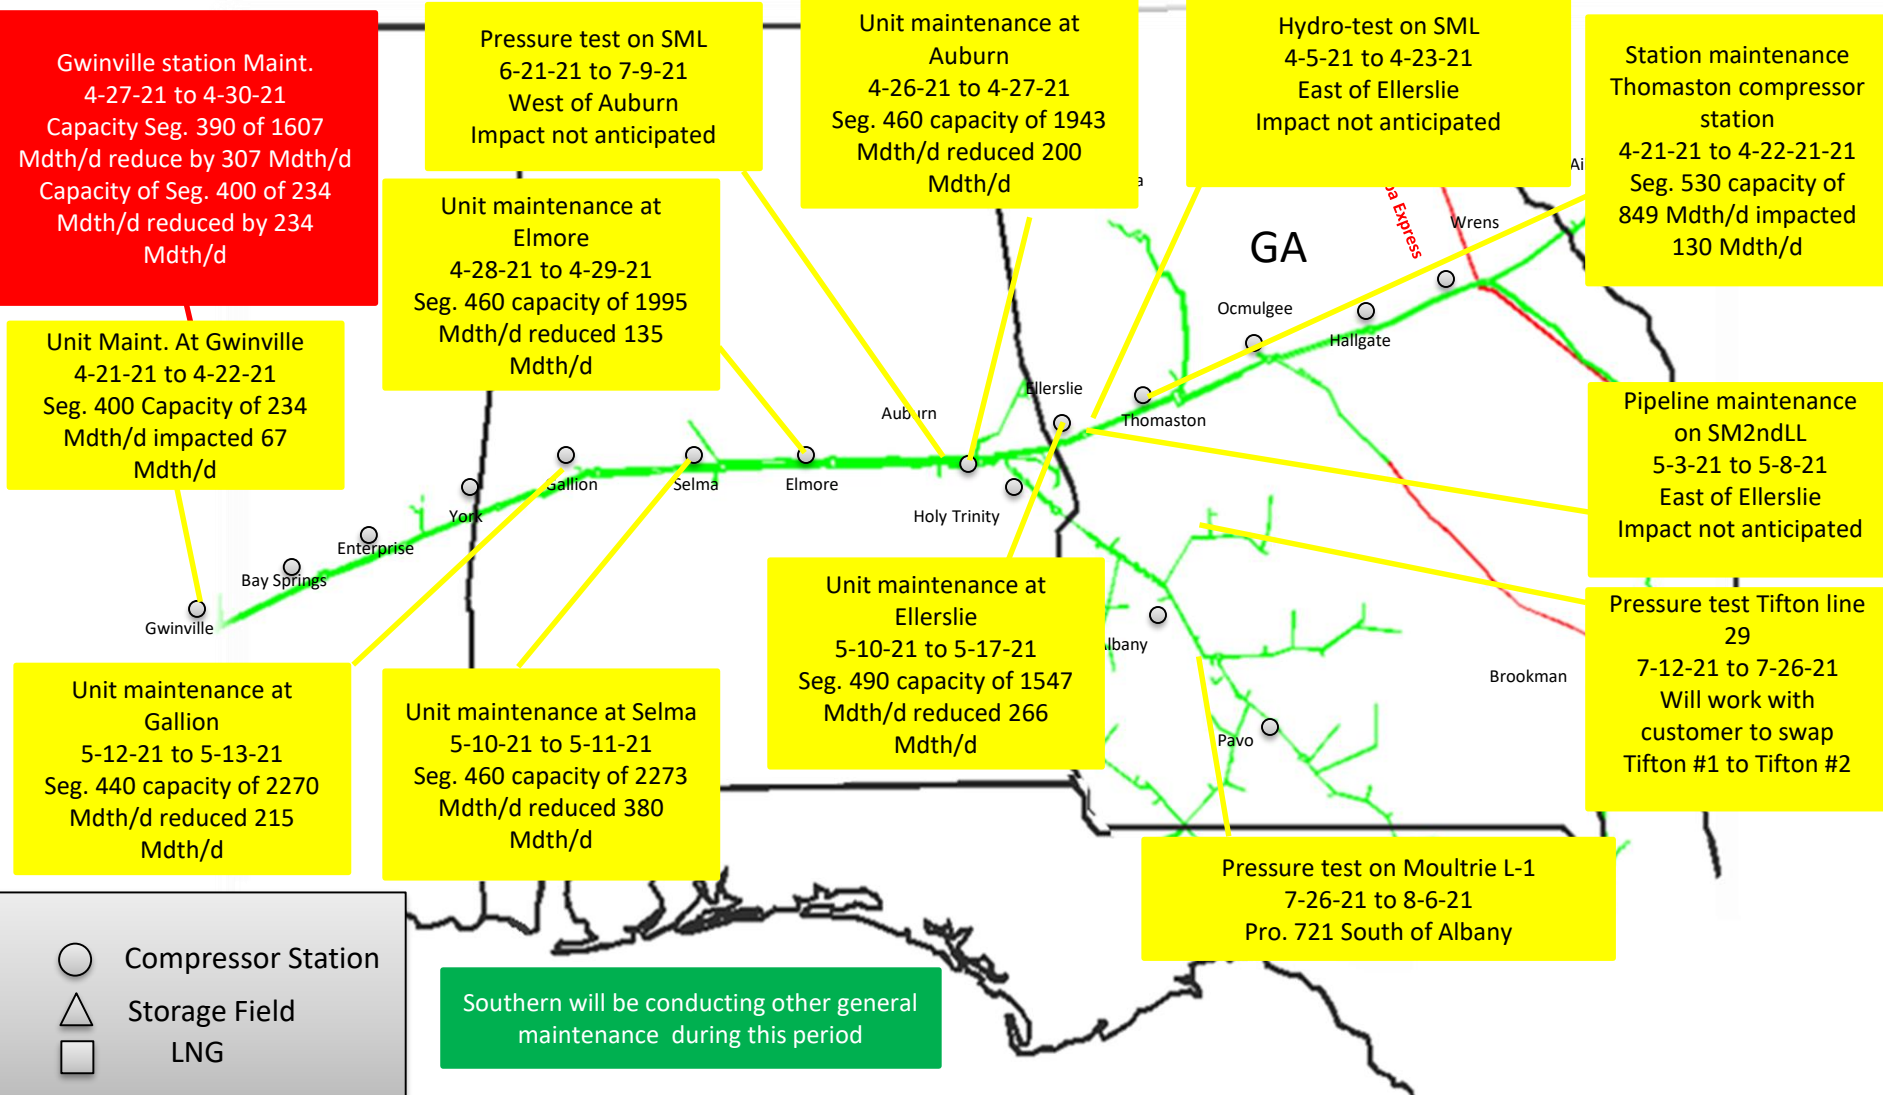 Gwinville station Maint.
4-27-21 to 4-30-21
Capacity Seg. 390 of 1607
Mdth/d reduce by 307 Mdth/d
Capacity of Seg. 400 of 234
Mdth/d reduced by 234
Mdth/d
Pressure test on SML
6-21-21 to 7-9-21
West of Auburn
Impact not anticipated
Unit maintenance at
Auburn
4-26-21 to 4-27-21
Seg. 460 capacity of 1943
Mdth/d reduced 200
Mdth/d
Hydro-test on SML
4-5-21 to 4-23-21
East of Ellerslie
Impact not anticipated
Station maintenance
Thomaston compressor
station
4-21-21 to 4-22-21-21
Seg. 530 capacity of
849 Mdth/d impacted
130 Mdth/d
Unit maintenance at
Elmore
4-28-21 to 4-29-21
Seg. 460 capacity of 1995
Mdth/d reduced 135
Mdth/d
Express
Wrens
GA
Ocmulgee
Hallgate
Unit Maint. At Gwinville
4-21-21 to 4-22-21
Seg. 400 Capacity of 234
Mdth/d impacted 67
Mdth/d
Ellerslie
Auburn
Thomaston
Pipeline maintenance
on SM2ndLL
5-3-21 to 5-8-21
East of Ellerslie
Impact not anticipated
Gallion
Selma
Elmore
York
Holy Trinity
Enterprise
Bay Springs
Gwinville
Unit maintenance at
Ellerslie
5-10-21 to 5-17-21
Seg. 490 capacity of 1547
Mdth/d reduced 266
Mdth/d
lbany
Pressure test Tifton line
29
7-12-21 to 7-26-21
Will work with
customer to swap
Tifton #1 to Tifton #2
Brookman
Pavo
Unit maintenance at
Gallion
5-12-21 to 5-13-21
Seg. 440 capacity of 2270
Mdth/d reduced 215
Mdth/d
Unit maintenance at Selma
5-10-21 to 5-11-21
Seg. 460 capacity of 2273
Mdth/d reduced 380
Mdth/d
Pressure test on Moultrie L-1
7-26-21 to 8-6-21
Pro. 721 South of Albany
Compressor Station
Storage Field
LNG
Southern will be conducting other general
maintenance during this period